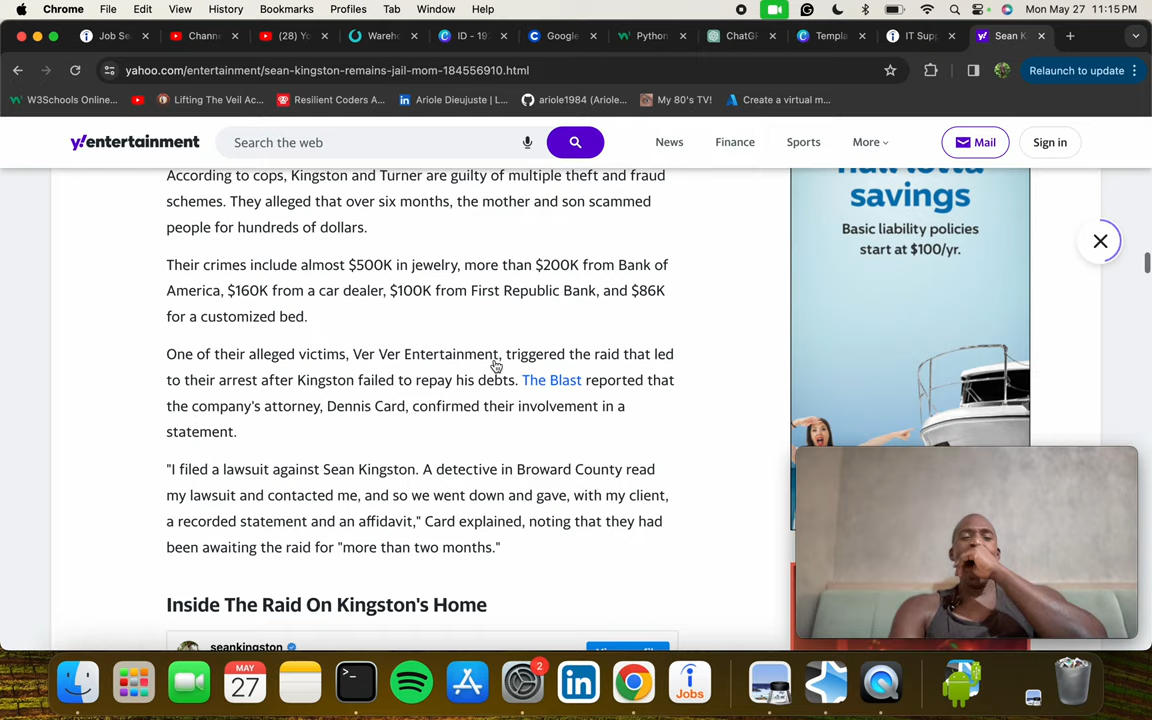 Chrome File Edit View History Bookmarks Profiles Tab Window Help Mon May 27 11:15 PM
Job Se Chann (28) Yo Wareh ID - 19 Google Python ChatG Templa IT Sup Sean K
yahoo.com/entertainment/sean-kingston-remains-jail-mom-184556910.html Relaunch to update
W3Schools Online... Lifting The Veil Ac... Resilient Coders A... Ariole Dieujuste | L... ariole1984 (Ariole... My 80's TV! Create a virtual m...
y!entertainment Search the web News Finance Sports More Mail Sign in
According to cops, Kingston and Turner are guilty of multiple theft and fraud
schemes. They alleged that over six months, the mother and son scammed
people for hundreds of dollars.
Their crimes include almost $500K in jewelry, more than $200K from Bank of
America, $160K from a car dealer, $100K from First Republic Bank, and $86K
for a customized bed.
One of their alleged victims, Ver Ver Entertainment, triggered the raid that led
to their arrest after Kingston failed to repay his debts. The Blast reported that
the company's attorney, Dennis Card, confirmed their involvement in a
statement.
"I filed a lawsuit against Sean Kingston. A detective in Broward County read
my lawsuit and contacted me, and so we went down and gave, with my client,
a recorded statement and an affidavit," Card explained, noting that they had
been awaiting the raid for "more than two months."
Inside The Raid On Kingston's Home
seankingston
savings
Basic liability policies
start at $100/yr.
MAY
27
2
Jobs